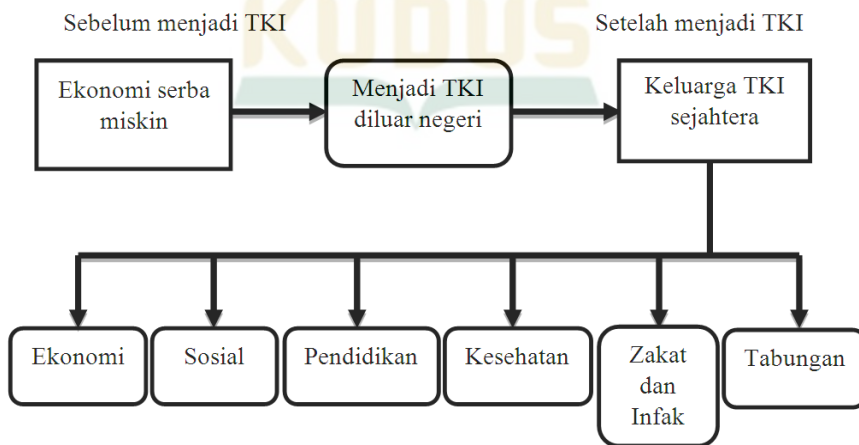 KUDUS
Sebelum menjadi TKI
Setelah menjadi TKI
Ekonomi serba
miskin
Menjadi TKI
diluar negeri
Keluarga TKI
sejahtera
Ekonomi
Sosial
Pendidikan
Kesehatan
Zakat
dan
Infak
Tabungan